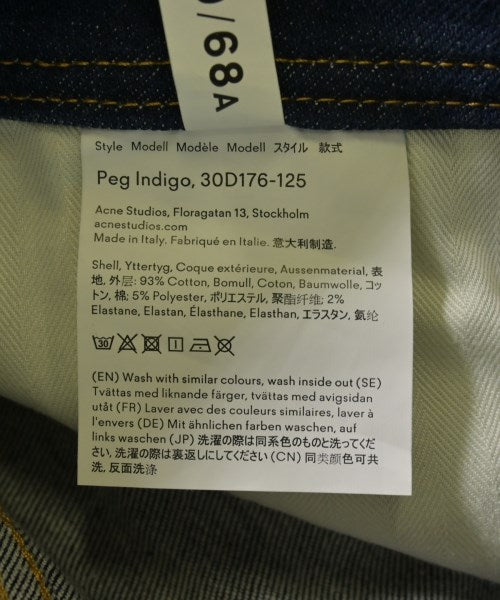 0/68A
Style Modell Modèle Modell スタイル 款式
Peg Indigo, 30D176-125
Acne Studios, Floragatan 13, Stockholm
acnestudios.com
Made in Italy. Fabriqué en Italie. 意大利制造.
Shell, Yttertyg, Coque extérieure, Aussenmaterial, 表
地, 外层: 93% Cotton, Bomull, Coton, Baumwolle, コッ
トン, 棉; 5% Polyester, ポリエステル, 聚酯纤维; 2%
Elastane, Elastan, Élasthane, Elasthan, エラスタン, 氨纶
30
(EN) Wash with similar colours, wash inside out (SE)
Tvättas med liknande färger, tvättas med avigsidan
utåt (FR) Laver avec des couleurs similaires, laver à
l'envers (DE) Mit ähnlichen farben waschen, auf
links waschen (JP) 洗濯の際は同系色のものと洗ってくだ
さい, 洗濯の際は裏返しにしてください (CN) 同类颜色可共
洗, 反面洗涤